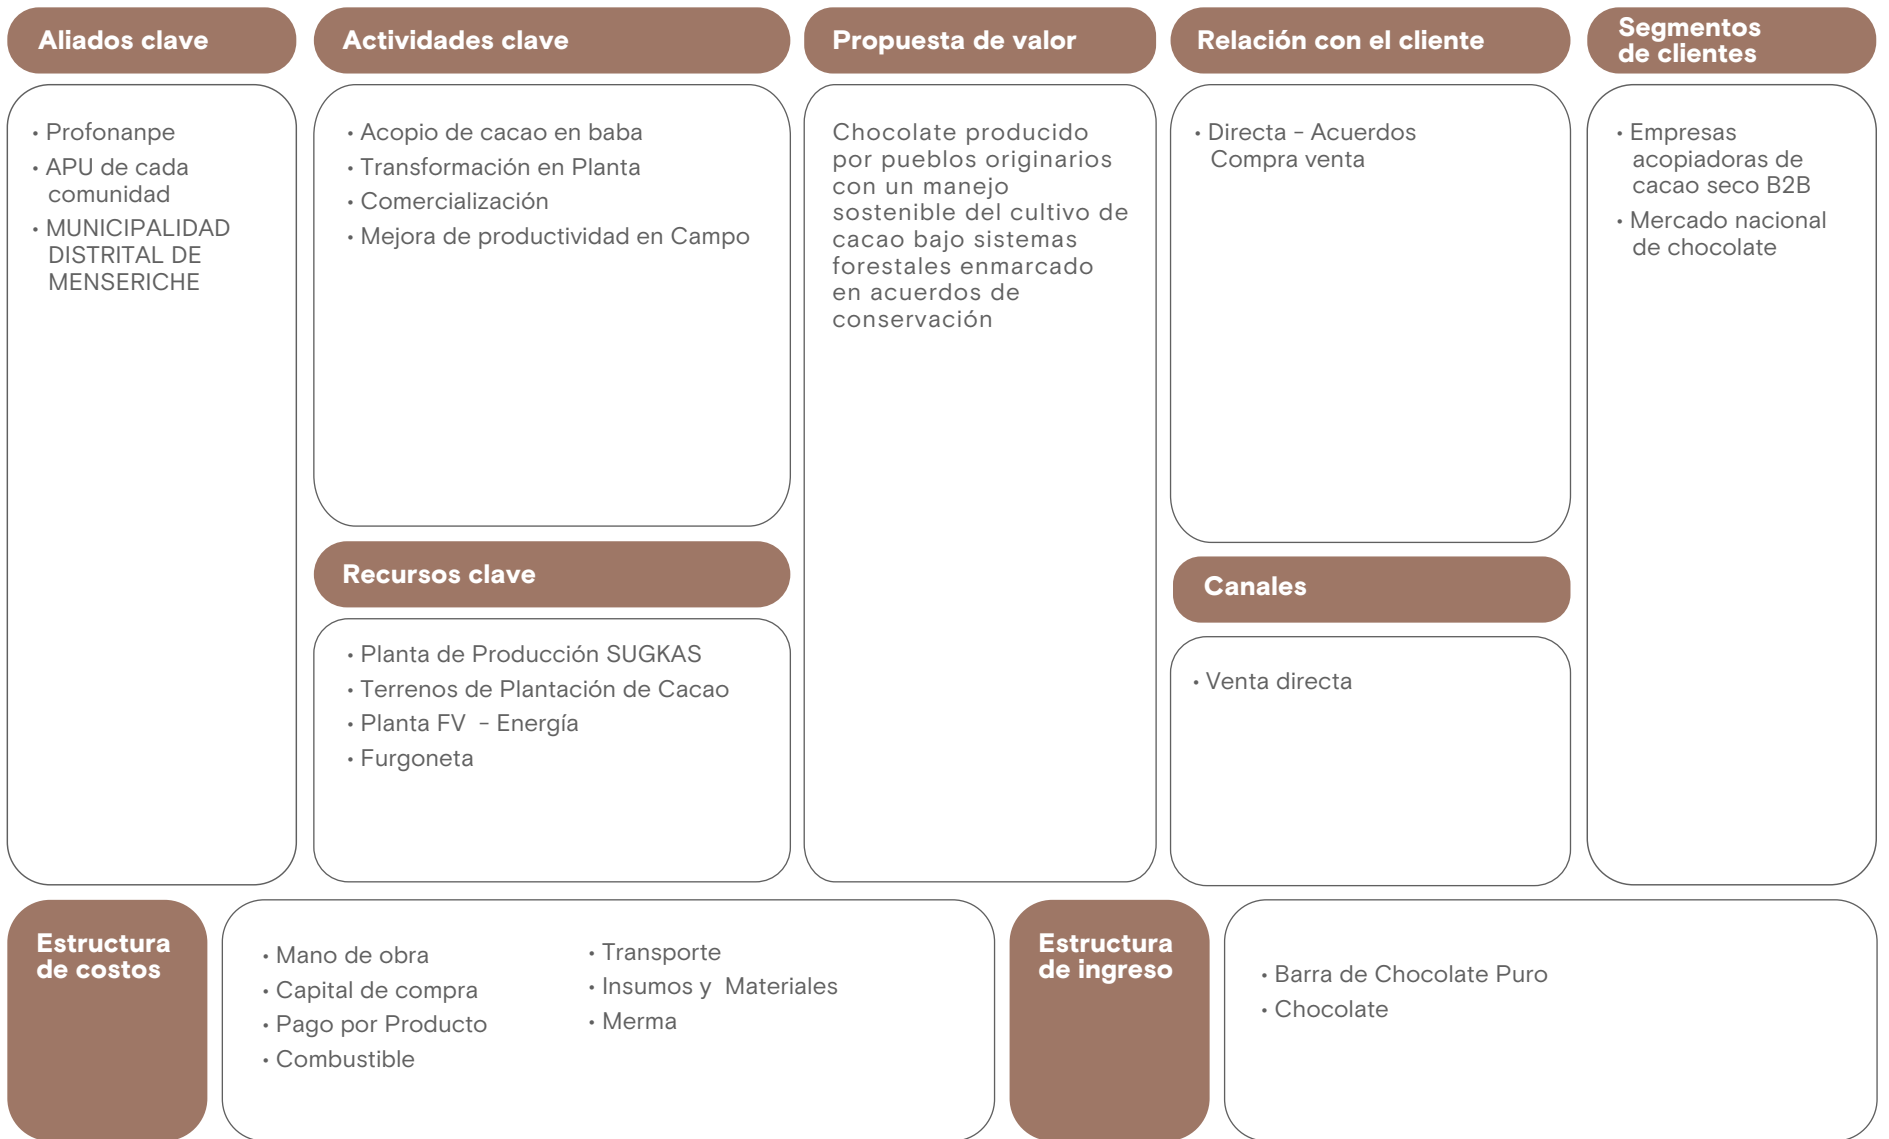 Aliados clave
• Profonanpe
• APU de cada
comunidad
• MUNICIPALIDAD
DISTRITAL DE
MENSERICHE
Actividades clave
• Acopio de cacao en baba
• Transformación en Planta
• Comercialización
• Mejora de productividad en Campo
Recursos clave
• Planta de Producción SUGKAS
• Terrenos de Plantación de Cacao
• Planta FV - Energía
• Furgoneta
Propuesta de valor
Chocolate producido
por pueblos originarios
con un manejo
sostenible del cultivo de
cacao bajo sistemas
forestales enmarcado
en acuerdos de
conservación
Relación con el cliente
• Directa - Acuerdos
Compra venta
Canales
• Venta directa
Segmentos
de clientes
• Empresas
acopiadoras de
cacao seco B2B
• Mercado nacional
de chocolate
Estructura
de costos
• Mano de obra
• Capital de compra
• Pago por Producto
• Combustible
• Transporte
• Insumos y Materiales
• Merma
Estructura
de ingreso
• Barra de Chocolate Puro
• Chocolate